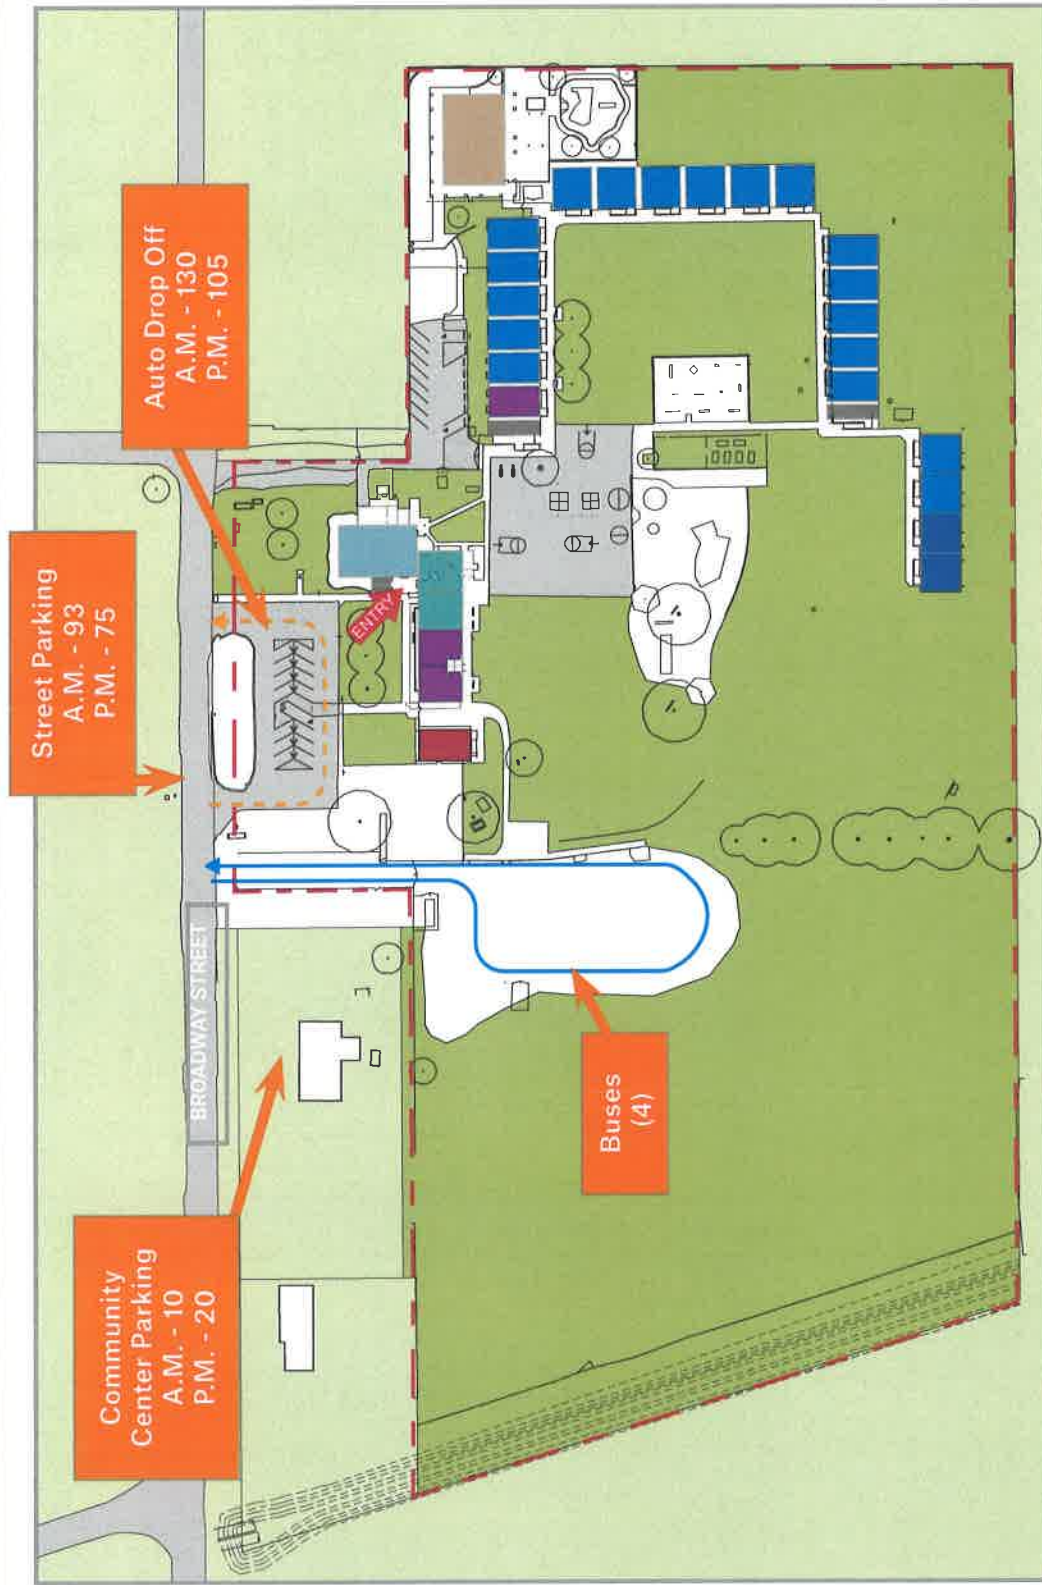 Community
Center Parking
A.M. - 10
P.M. - 20
Street Parking
A.M. - 93
P.M. - 75
Auto Drop Off
A.M. - 130
P.M. - 105
BROADWAY STREET
ENTRY
Buses
(4)